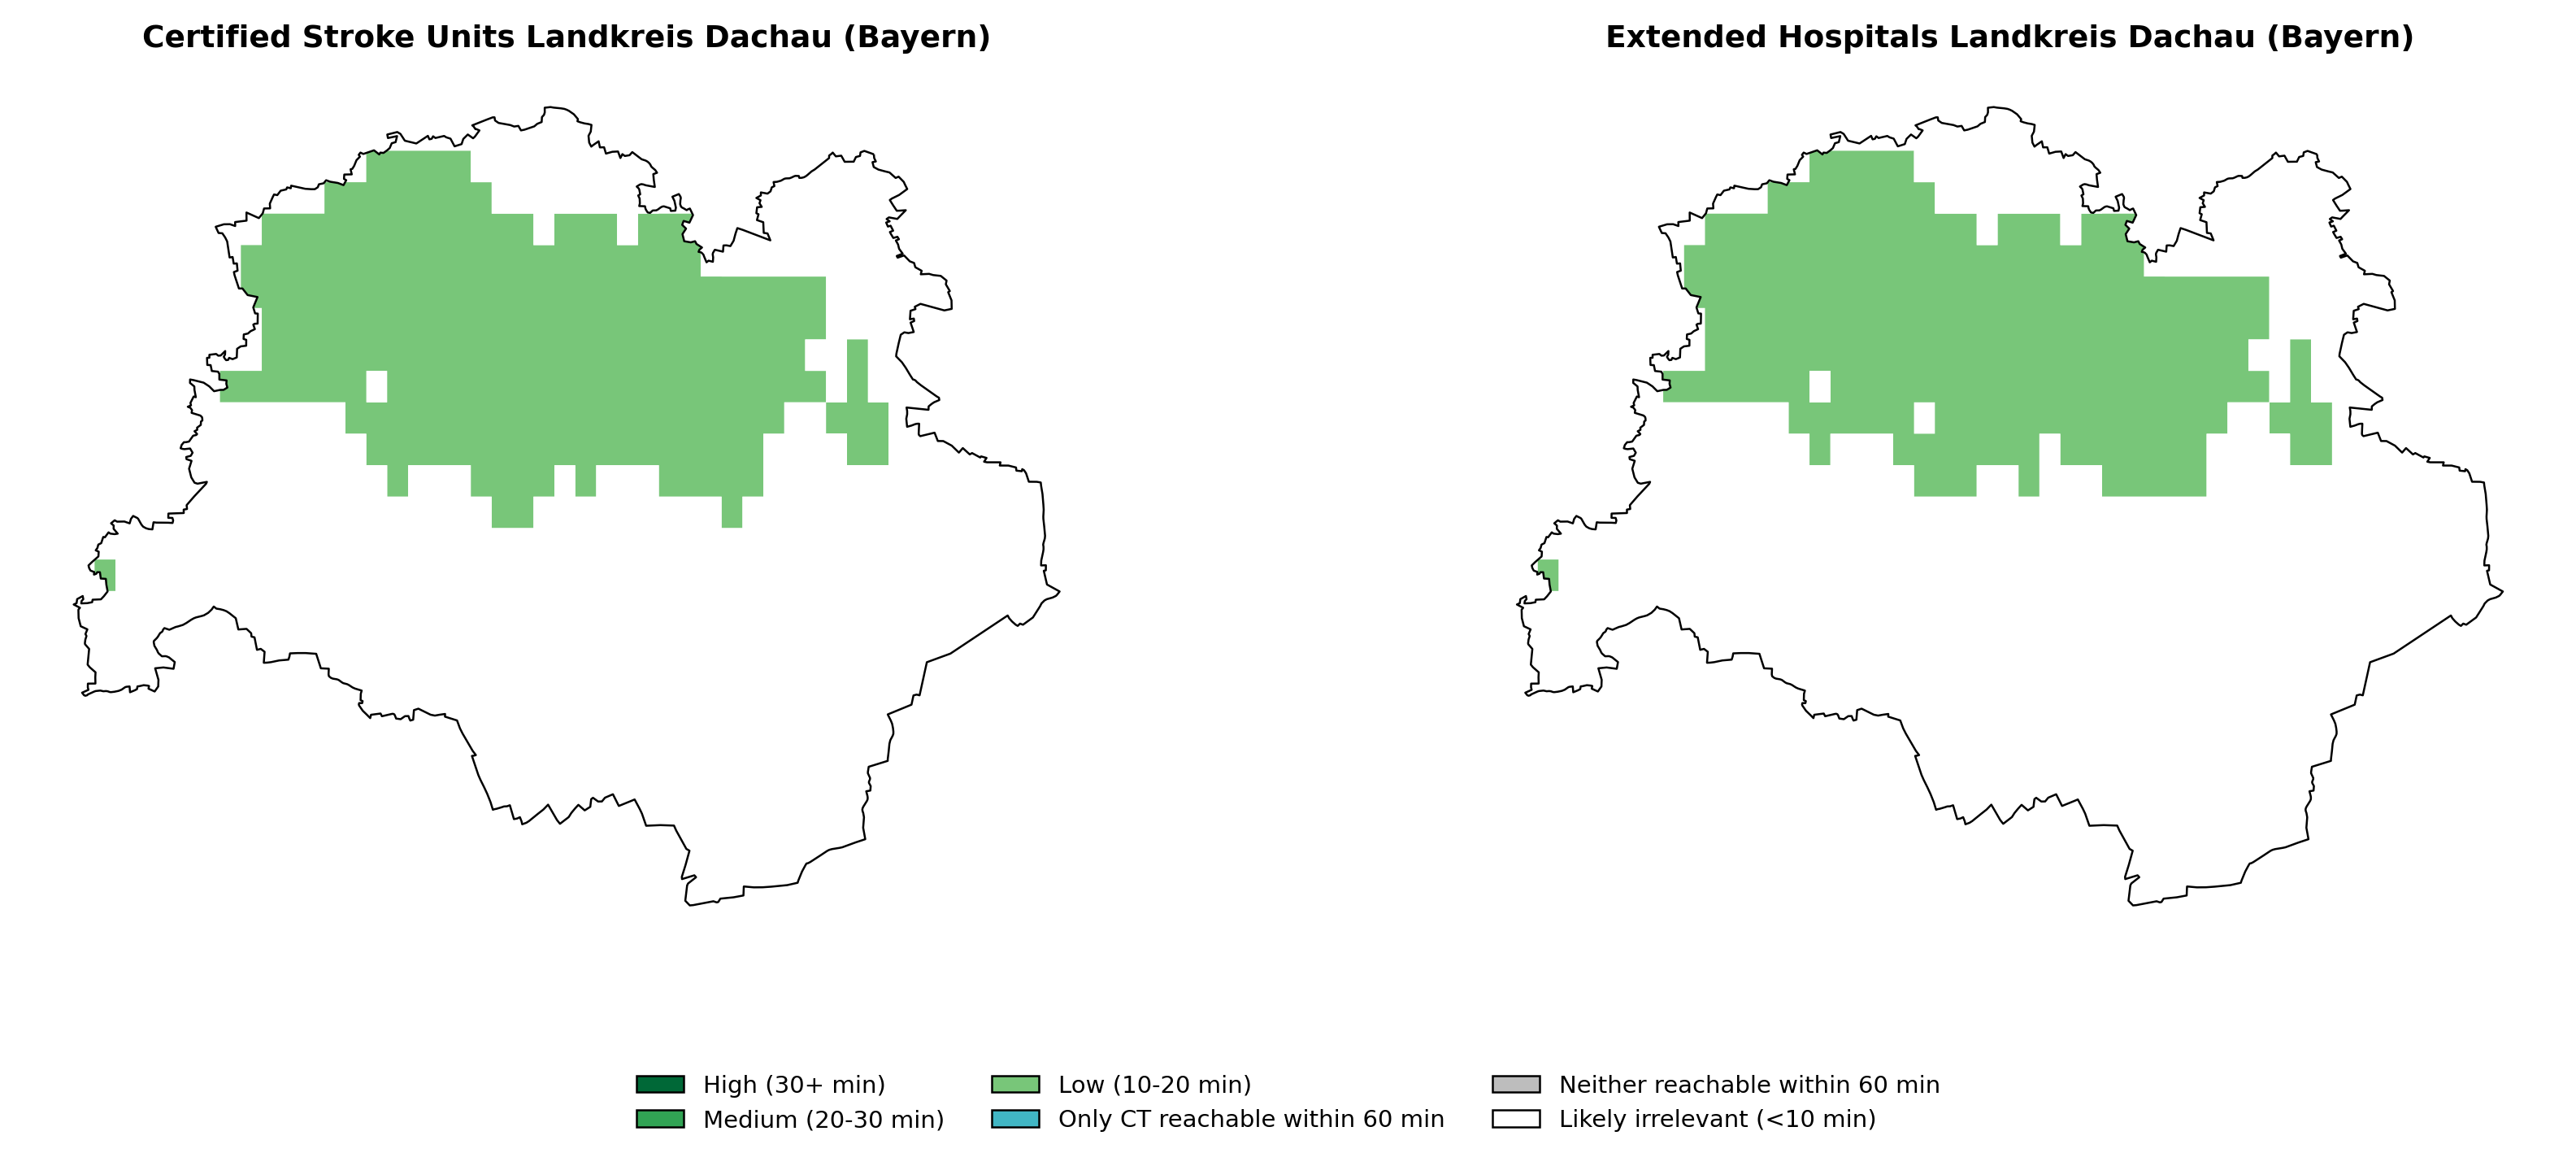 Certified Stroke Units Landkreis Dachau (Bayern)
Extended Hospitals Landkreis Dachau (Bayern)
High (30+ min)
Medium (20-30 min)
Low (10-20 min)
Only CT reachable within 60 min
Neither reachable within 60 min
Likely irrelevant (<10 min)